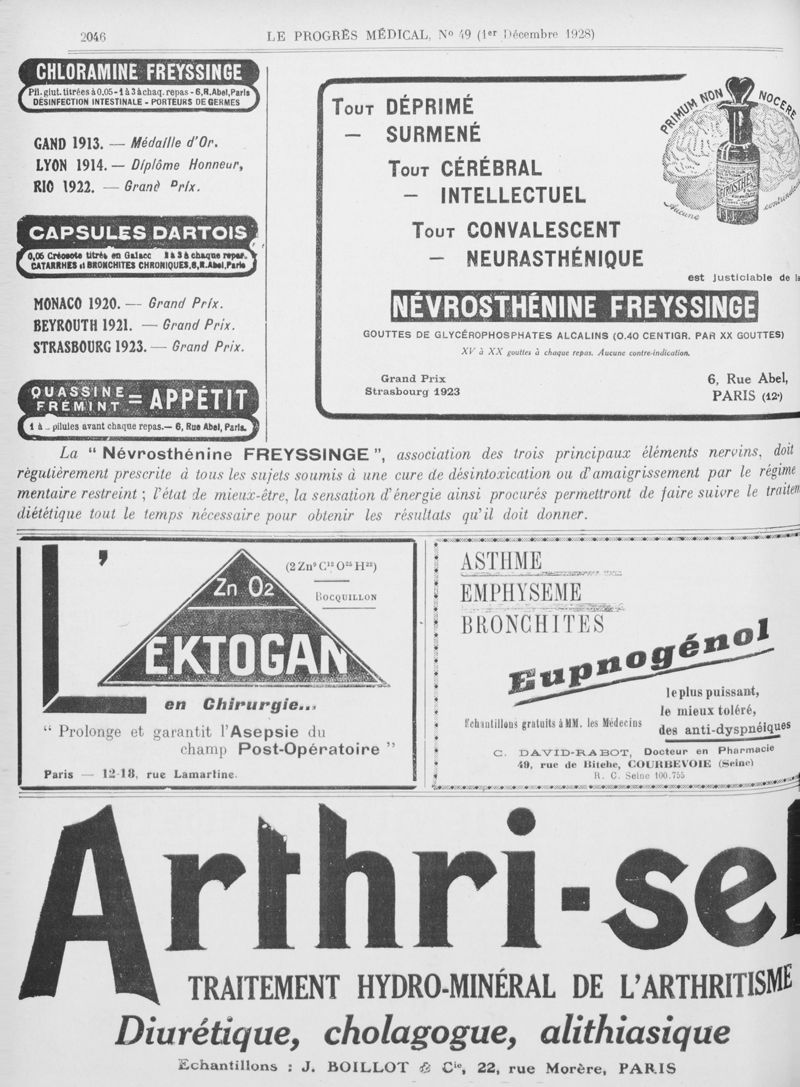 2046
LE PROGRÈS MÉDICAL, No 49 (1er Décembre 1928)
CHLORAMINE FREYSSINGE
Pil. glut. titrées à 0,05 - 1 à 3 à chaq. repas - 6, R. Abel, Paris
DÉSINFECTION INTESTINALE - PORTEURS DE GERMES
GAND 1913. — Médaille d'Or.
LYON 1914. — Diplôme Honneur,
RIO 1922. — Grand Prix.
CAPSULES DARTOIS
0,05 Créosote titrée en Gaïacc 1 à 3 à chaque repas.
CATARRHES et BRONCHITES CHRONIQUES, 6, R. Abel, Paris
MONACO 1920. — Grand Prix.
BEYROUTH 1921. — Grand Prix.
STRASBOURG 1923. — Grand Prix.
QUASSINE
FRÉMINT = APPÉTIT
1 à pilules avant chaque repas. — 6, Rue Abel, Paris.
TOUT DÉPRIMÉ
— SURMENÉ
TOUT CÉRÉBRAL
— INTELLECTUEL
TOUT CONVALESCENT
— NEURASTHÉNIQUE
PRIMUM NON NOCERE
Aucune
est justiciable de la
NÉVROSTHÉNINE FREYSSINGE
GOUTTES DE GLYCÉROPHOSPHATES ALCALINS (0.40 CENTIGR. PAR XX GOUTTES)
XV à XX gouttes à chaque repas. Aucune contre-indication.
Grand Prix
Strasbourg 1923
6, Rue Abel,
PARIS (12e)
La “ Névrosthénine FREYSSINGE ”, association des trois principaux éléments nervins, doit
règulièrement prescrite à tous les sujets soumis à une cure de désintoxication ou d'amaigrissement par le régime
mentaire restreint ; l'état de mieux-être, la sensation d'énergie ainsi procurés permettront de faire suivre le traitem
diététique tout le temps nécessaire pour obtenir les résultats qu'il doit donner.
L'
Zn O2
(2 Zn9 C12 O25 H22)
BOCQUILLON
EKTOGAN
en Chirurgie...
“ Prolonge et garantit l'Asepsie du
champ Post-Opératoire ”
Paris — 12-18, rue Lamartine.
ASTHME
EMPHYSEME
BRONCHITES
Eupnogénol
le plus puissant,
le mieux toléré,
des anti-dyspnéiques
Echantillons gratuits à MM. les Médecins
C. DAVID-RABOT, Docteur en Pharmacie
49, rue de Bitche, COURBEVOIE (Seine)
R. C. Seine 100.755
Arthri-sel
TRAITEMENT HYDRO-MINÉRAL DE L'ARTHRITISME
Diurétique, cholagogue, alithiasique
Echantillons : J. BOILLOT & Cie, 22, rue Morère, PARIS